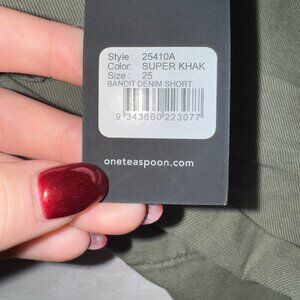 Style : 25410A
Color: SUPER KHAK
Size : 25
BANDIT DENIM SHORT
9 343660 223077
oneteaspoon.com